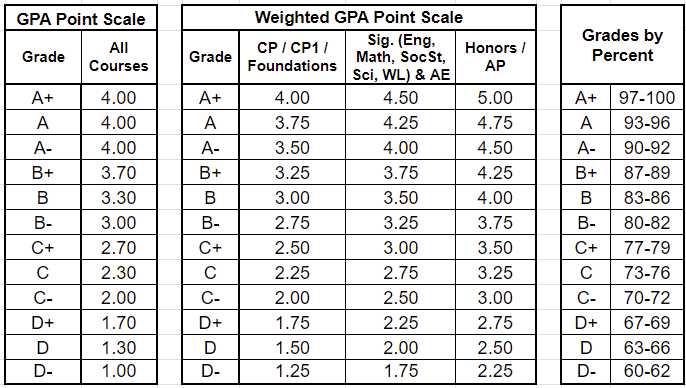 GPA Point Scale
Grade All Courses
A+ 4.00
A 4.00
A- 4.00
B+ 3.70
B 3.30
B- 3.00
C+ 2.70
C 2.30
C- 2.00
D+ 1.70
D 1.30
D- 1.00
Weighted GPA Point Scale
Grade CP / CP1 / Foundations Sig. (Eng, Math, SocSt, Sci, WL) & AE Honors / AP
A+ 4.00 4.50 5.00
A 3.75 4.25 4.75
A- 3.50 4.00 4.50
B+ 3.25 3.75 4.25
B 3.00 3.50 4.00
B- 2.75 3.25 3.75
C+ 2.50 3.00 3.50
C 2.25 2.75 3.25
C- 2.00 2.50 3.00
D+ 1.75 2.25 2.75
D 1.50 2.00 2.50
D- 1.25 1.75 2.25
Grades by
Percent
A+ 97-100
A 93-96
A- 90-92
B+ 87-89
B 83-86
B- 80-82
C+ 77-79
C 73-76
C- 70-72
D+ 67-69
D 63-66
D- 60-62